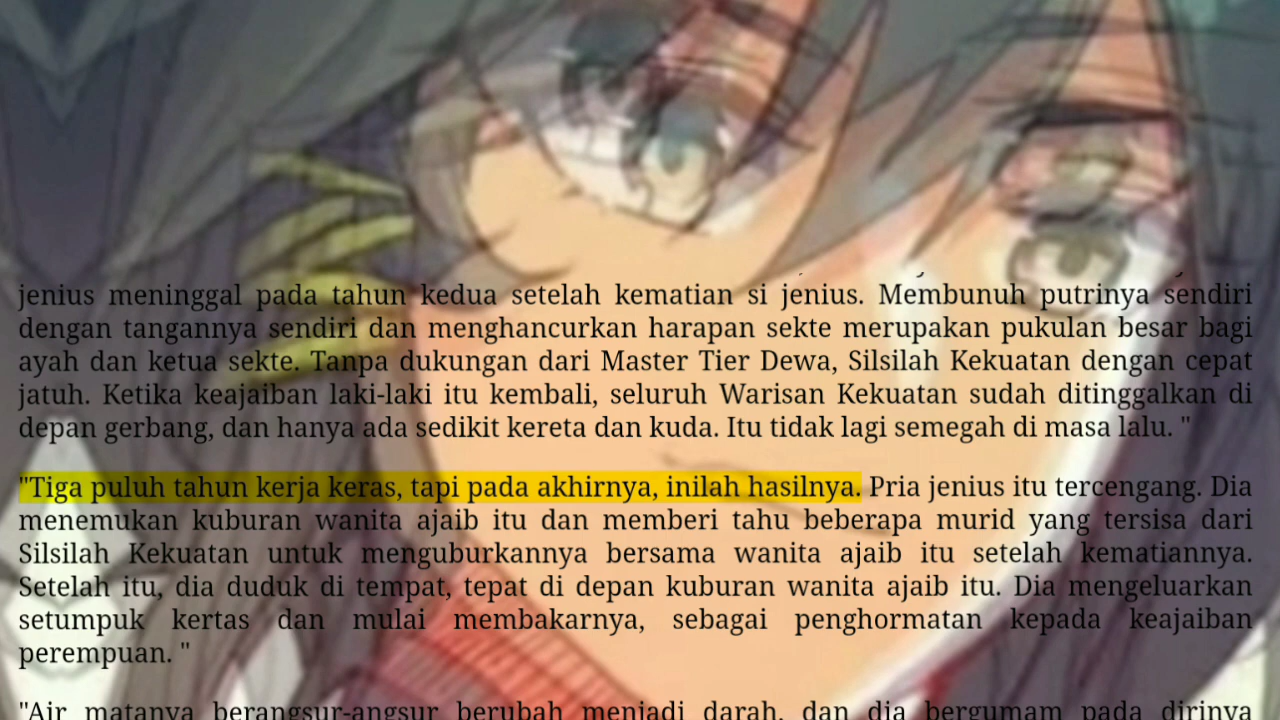 jenius meninggal pada tahun kedua setelah kematian si jenius. Membunuh putrinya sendiri
dengan tangannya sendiri dan menghancurkan harapan sekte merupakan pukulan besar bagi
ayah dan ketua sekte. Tanpa dukungan dari Master Tier Dewa, Silsilah Kekuatan dengan cepat
jatuh. Ketika keajaiban laki-laki itu kembali, seluruh Warisan Kekuatan sudah ditinggalkan di
depan gerbang, dan hanya ada sedikit kereta dan kuda. Itu tidak lagi semegah di masa lalu. "
"Tiga puluh tahun kerja keras, tapi pada akhirnya, inilah hasilnya. Pria jenius itu tercengang. Dia
menemukan kuburan wanita ajaib itu dan memberi tahu beberapa murid yang tersisa dari
Silsilah Kekuatan untuk menguburkannya bersama wanita ajaib itu setelah kematiannya.
Setelah itu, dia duduk di tempat, tepat di depan kuburan wanita ajaib itu. Dia mengeluarkan
setumpuk kertas dan mulai membakarnya, sebagai penghormatan kepada keajaiban
perempuan. "
"Air matanya berangsur-angsur berubah menjadi darah, dan dia bergumam pada dirinya